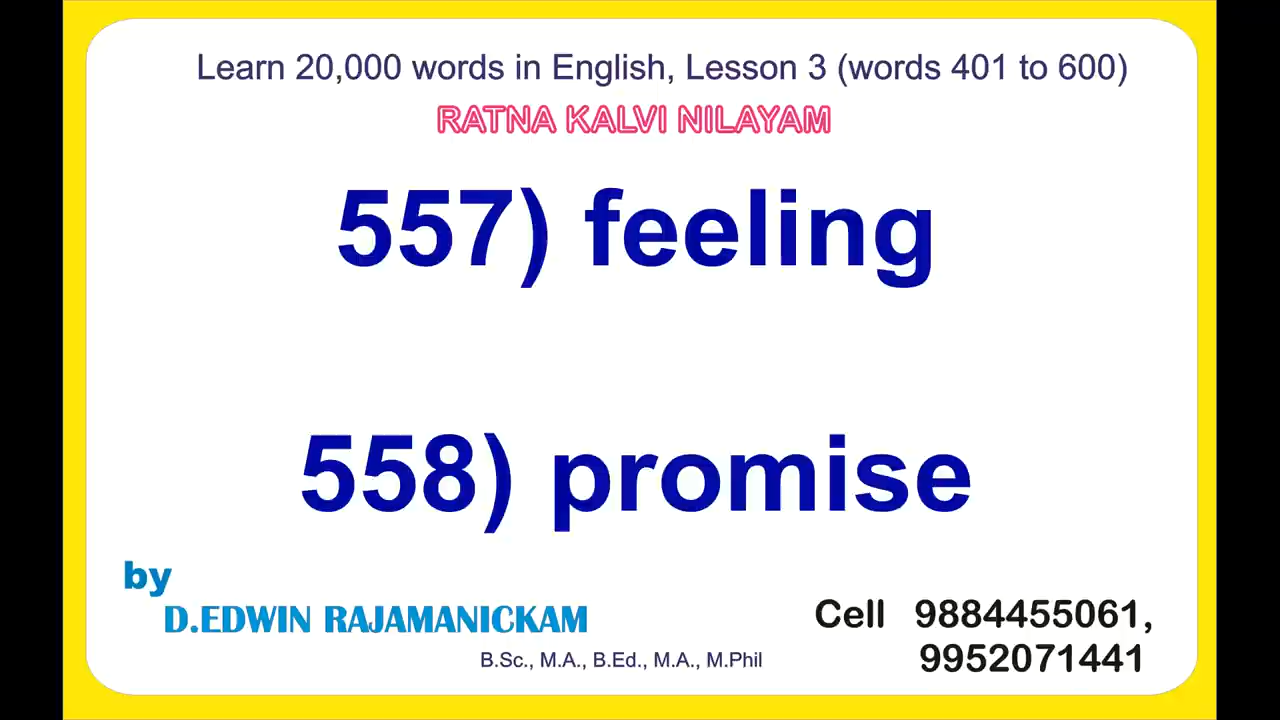 Learn 20,000 words in English, Lesson 3 (words 401 to 600)
RATNA KALVI NILAYAM
557) feeling
558) promise
by
D.EDWIN RAJAMANICKAM
B.Sc., M.A., B.Ed., M.A., M.Phil
Cell 9884455061,
9952071441